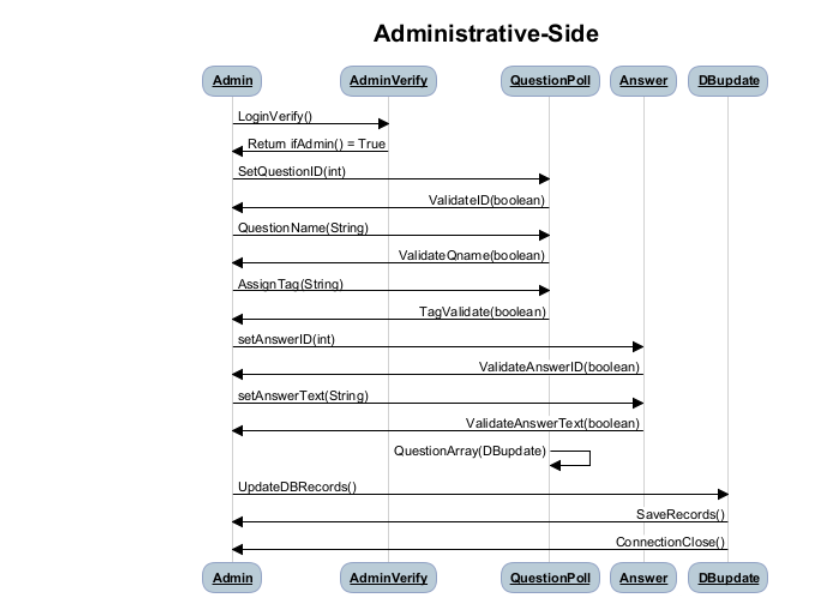 Administrative-Side
Admin AdminVerify QuestionPoll Answer DBupdate
LoginVerify()
Return ifAdmin() = True
SetQuestionID(int)
ValidateID(boolean)
QuestionName(String)
ValidateQname(boolean)
AssignTag(String)
TagValidate(boolean)
setAnswerID(int)
ValidateAnswerID(boolean)
setAnswerText(String)
ValidateAnswerText(boolean)
QuestionArray(DBupdate)
UpdateDBRecords()
SaveRecords()
ConnectionClose()
Admin AdminVerify QuestionPoll Answer DBupdate